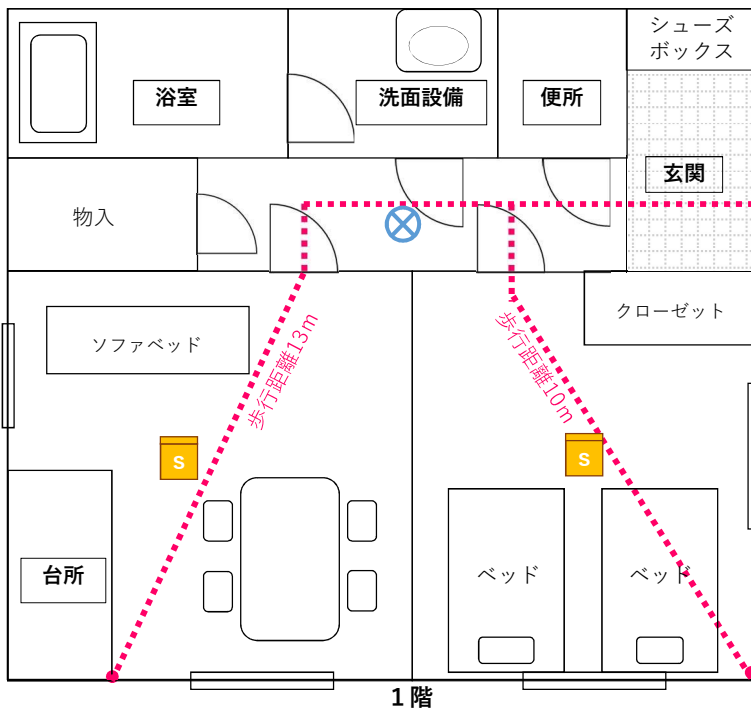 シューズ
ボックス
浴室
洗面設備
便所
玄関
物入
クローゼット
ソファベッド
歩行距離13m
歩行距離10m
S
S
台所
ベッド
ベッド
1階